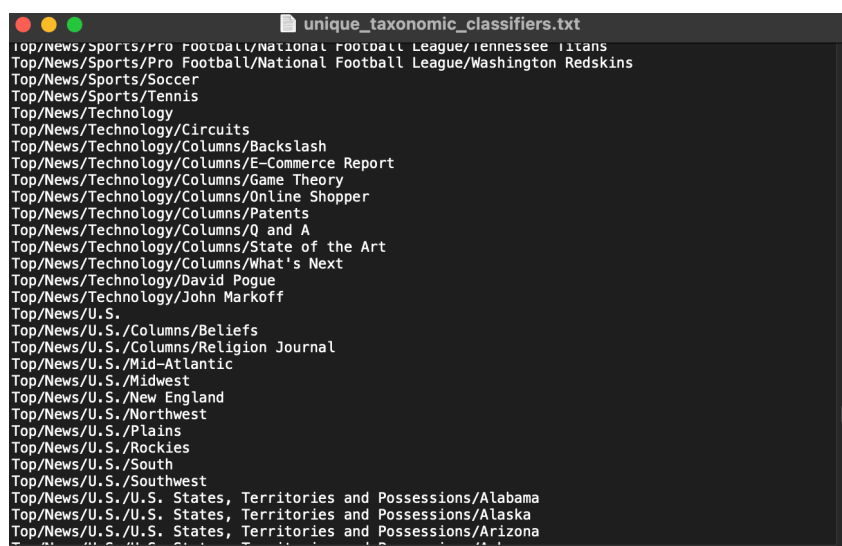 unique_taxonomic_classifiers.txt
Top/News/Sports/Pro Football/National Football League/Tennessee Titans
Top/News/Sports/Pro Football/National Football League/Washington Redskins
Top/News/Sports/Soccer
Top/News/Sports/Tennis
Top/News/Technology
Top/News/Technology/Circuits
Top/News/Technology/Columns/Backslash
Top/News/Technology/Columns/E-Commerce Report
Top/News/Technology/Columns/Game Theory
Top/News/Technology/Columns/Online Shopper
Top/News/Technology/Columns/Patents
Top/News/Technology/Columns/Q and A
Top/News/Technology/Columns/State of the Art
Top/News/Technology/Columns/What's Next
Top/News/Technology/David Pogue
Top/News/Technology/John Markoff
Top/News/U.S.
Top/News/U.S./Columns/Beliefs
Top/News/U.S./Columns/Religion Journal
Top/News/U.S./Mid-Atlantic
Top/News/U.S./Midwest
Top/News/U.S./New England
Top/News/U.S./Northwest
Top/News/U.S./Plains
Top/News/U.S./Rockies
Top/News/U.S./South
Top/News/U.S./Southwest
Top/News/U.S./U.S. States, Territories and Possessions/Alabama
Top/News/U.S./U.S. States, Territories and Possessions/Alaska
Top/News/U.S./U.S. States, Territories and Possessions/Arizona